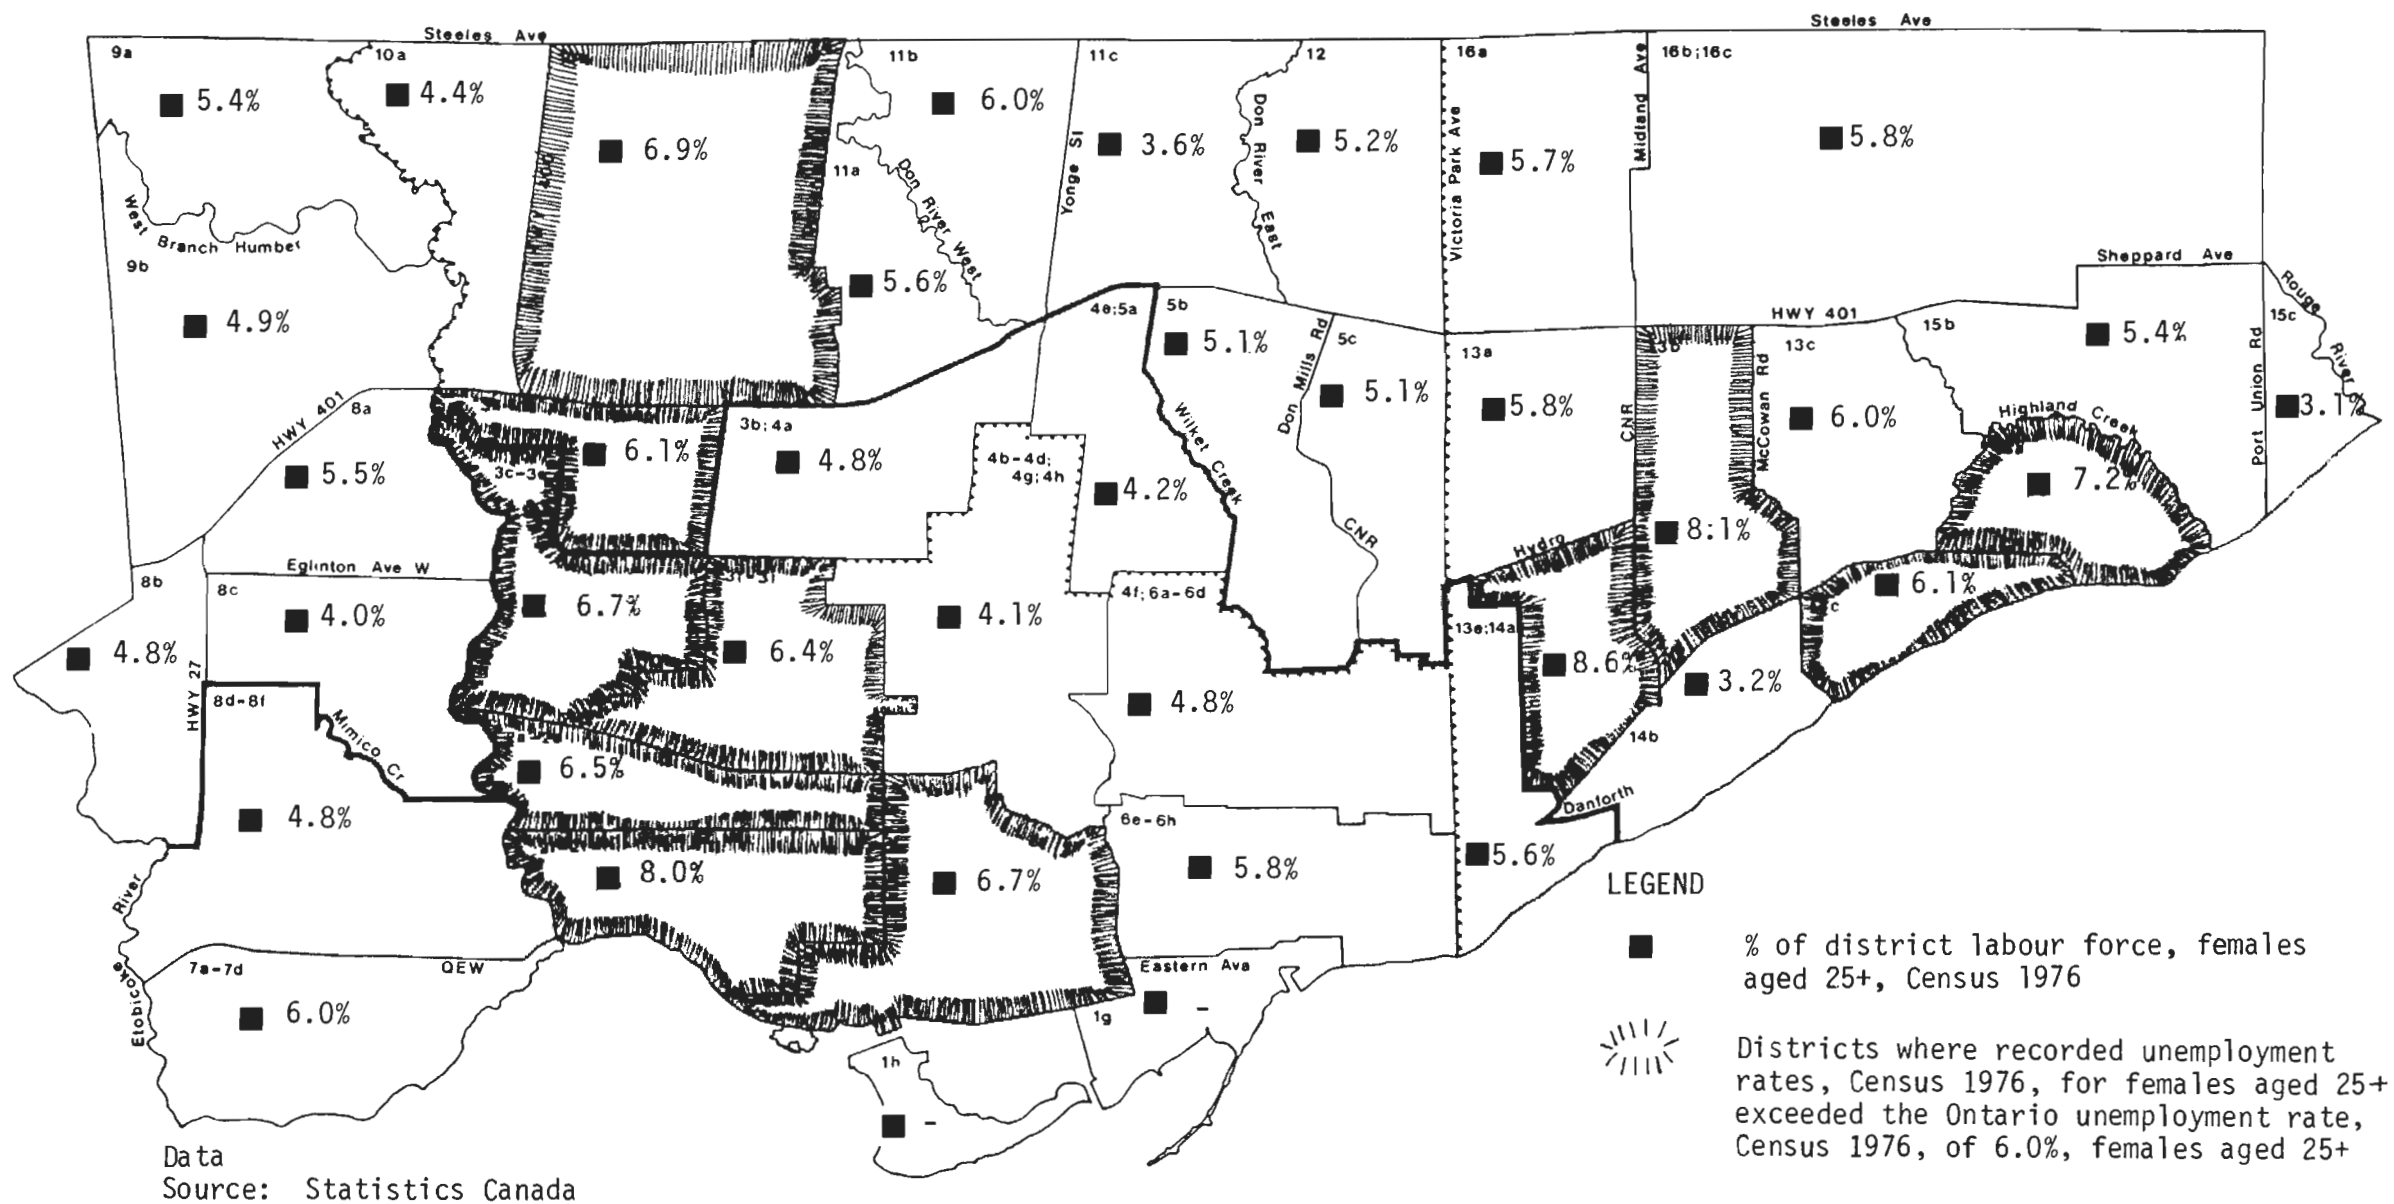 Steeles Ave
Steeles Ave
9a
10a
11b
11c
12
16a
16b;16c
5.4%
4.4%
6.9%
6.0%
3.6%
5.2%
5.7%
5.8%
HWY 400
11a
Don River West
Yonge St
Don River East
Victoria Park Ave
Midland Ave
West Branch Humber
9b
4.9%
5.6%
Sheppard Ave
HWY 401
Rouge River
4e;5a
5b
5c
5.1%
5.1%
Don Mills Rd
13a
5.8%
CNR
13b
McCowan Rd
13c
6.0%
15b
5.4%
Port Union Rd
15c
3.1%
HWY 401
8a
5.5%
3c-3e
6.1%
3b;4a
4.8%
4b-4d;
4g;4h
4.2%
Wilket Creek
CNR
Highland Creek
7.2%
Hydro
8:1%
6.1%
8b
Eglinton Ave W
8c
4.0%
6.7%
6.4%
4.1%
4f;6a-6d
13e;14a
8.6%
3.2%
14b
4.8%
HWY 27
8d-8f
Mimico Cr
6.5%
4.8%
4.8%
8.0%
6.7%
6e-6h
5.8%
Danforth
5.6%
Etobicoke River
7a-7d
QEW
6.0%
Eastern Ava
1g
-
1h
-
LEGEND
% of district labour force, females
aged 25+, Census 1976
Districts where recorded unemployment
rates, Census 1976, for females aged 25+
exceeded the Ontario unemployment rate,
Census 1976, of 6.0%, females aged 25+
Data
Source: Statistics Canada